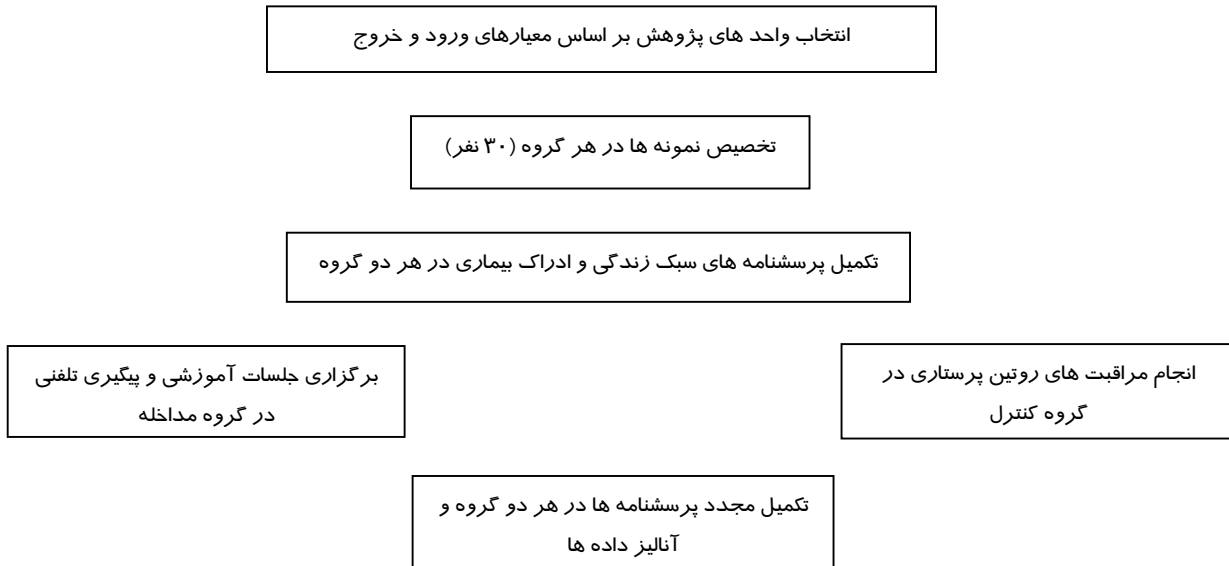 انتخاب واحد های پژوهش بر اساس معیارهای ورود و خروج
تخصیص نمونه ها در هر گروه (۳۰ نفر)
تکمیل پرسشنامه های سبک زندگی و ادراک بیماری در هر دو گروه
انجام مراقبت های روتین پرستاری در
گروه کنترل
برگزاری جلسات آموزشی و پیگیری تلفنی
در گروه مداخله
تکمیل مجدد پرسشنامه ها در هر دو گروه و
آنالیز داده ها